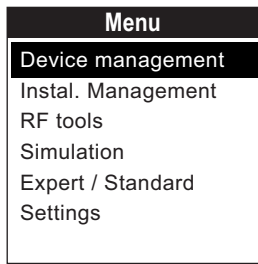 Menu
Device management
Instal. Management
RF tools
Simulation
Expert / Standard
Settings